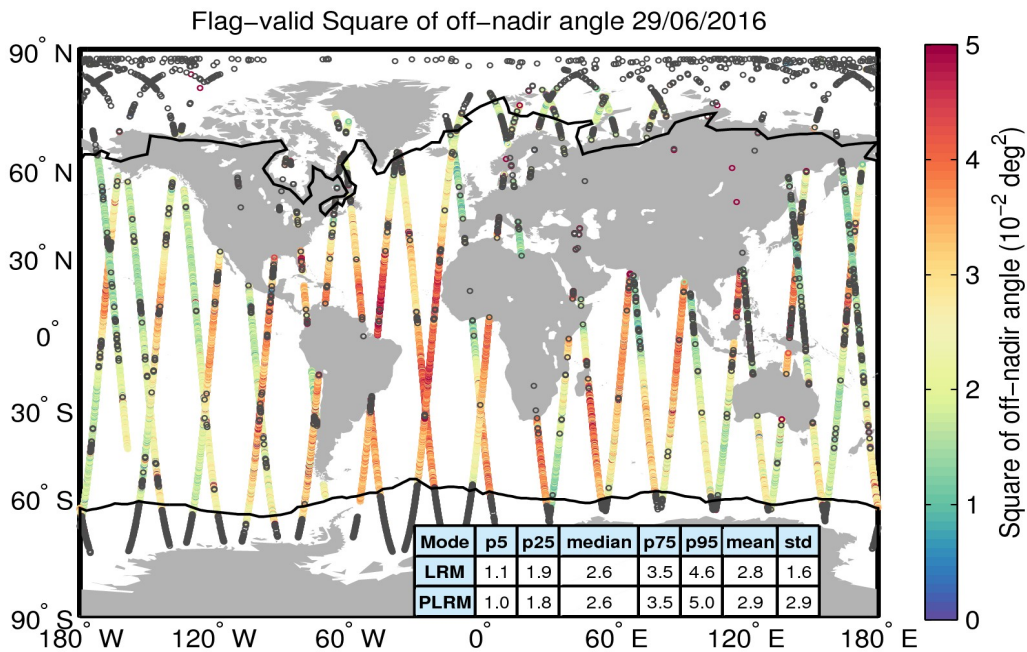 Flag−valid Square of off−nadir angle 29/06/2016
90° N
60° N
30° N
0°
30° S
60° S
90° S
180° W
120° W
60° W
0°
60° E
120° E
180° E
Mode p5 p25 median p75 p95 mean std
LRM 1.1 1.9 2.6 3.5 4.6 2.8 1.6
PLRM 1.0 1.8 2.6 3.5 5.0 2.9 2.9
5
4
3
2
1
0
Square of off−nadir angle (10⁻² deg²)